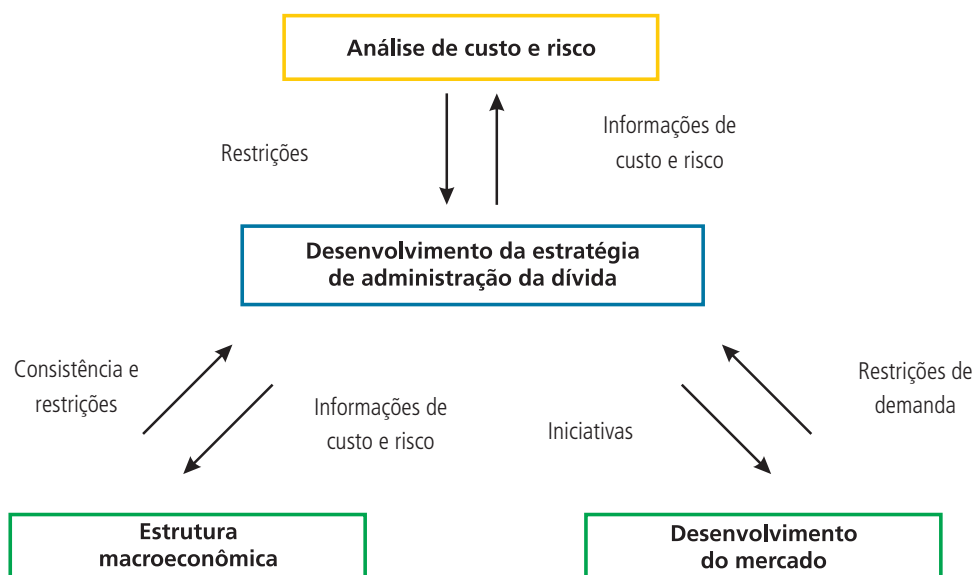 Análise de custo e risco
Restrições
Informações de
custo e risco
Desenvolvimento da estratégia
de administração da dívida
Consistência e
restrições
Informações de
custo e risco
Iniciativas
Restrições de
demanda
Estrutura
macroeconômica
Desenvolvimento
do mercado